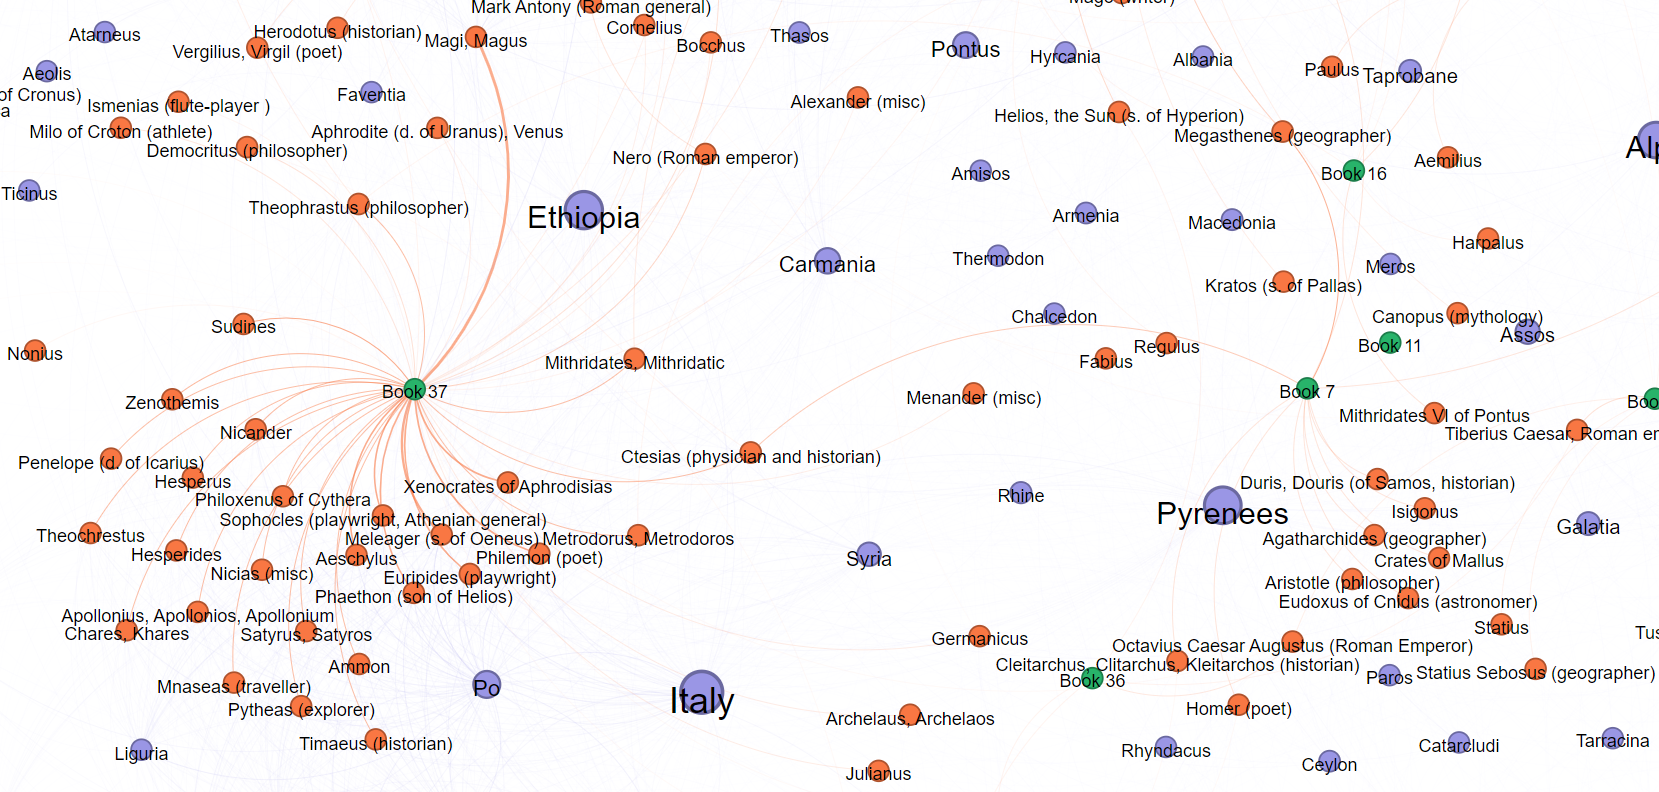 Mark Antony (Roman general)
Atarneus
Herodotus (historian)
Magi, Magus
Cornelius
Bocchus
Thasos
Pontus
Hyrcania
Albania
Vergilius, Virgil (poet)
Paulus
Taprobane
Aeolis
of Cronus)
a
Ismenias (flute-player )
Faventia
Alexander (misc)
Helios, the Sun (s. of Hyperion)
Milo of Croton (athlete)
Aphrodite (d. of Uranus), Venus
Megasthenes (geographer)
Democritus (philosopher)
Nero (Roman emperor)
Aemilius
Amisos
Book 16
Ticinus
Theophrastus (philosopher)
Ethiopia
Armenia
Macedonia
Harpalus
Carmania
Thermodon
Meros
Kratos (s. of Pallas)
Sudines
Chalcedon
Canopus (mythology)
Assos
Nonius
Mithridates, Mithridatic
Fabius
Regulus
Book 11
Book 37
Menander (misc)
Book 7
Zenothemis
Boo
Mithridates VI of Pontus
Nicander
Tiberius Caesar, Roman er
Penelope (d. of Icarius)
Ctesias (physician and historian)
Hesperus
Xenocrates of Aphrodisias
Duris, Douris (of Samos, historian)
Philoxenus of Cythera
Rhine
Pyrenees
Isigonus
Sophocles (playwright, Athenian general)
Galatia
Theochrestus
Meleager (s. of Oeneus)
Metrodorus, Metrodoros
Agatharchides (geographer)
Hesperides
Aeschylus
Philemon (poet)
Syria
Crates of Mallus
Nicias (misc)
Euripides (playwright)
Aristotle (philosopher)
Phaethon (son of Helios)
Eudoxus of Cnidus (astronomer)
Apollonius, Apollonios, Apollonium
Chares, Khares
Satyrus, Satyros
Germanicus
Statius
Tus
Octavius Caesar Augustus (Roman Emperor)
Ammon
Cleitarchus, Clitarchus, Kleitarchos (historian)
Book 36
Paros
Statius Sebosus (geographer)
Mnaseas (traveller)
Po
Italy
Pytheas (explorer)
Archelaus, Archelaos
Homer (poet)
Liguria
Timaeus (historian)
Rhyndacus
Catarcludi
Tarracina
Julianus
Ceylon